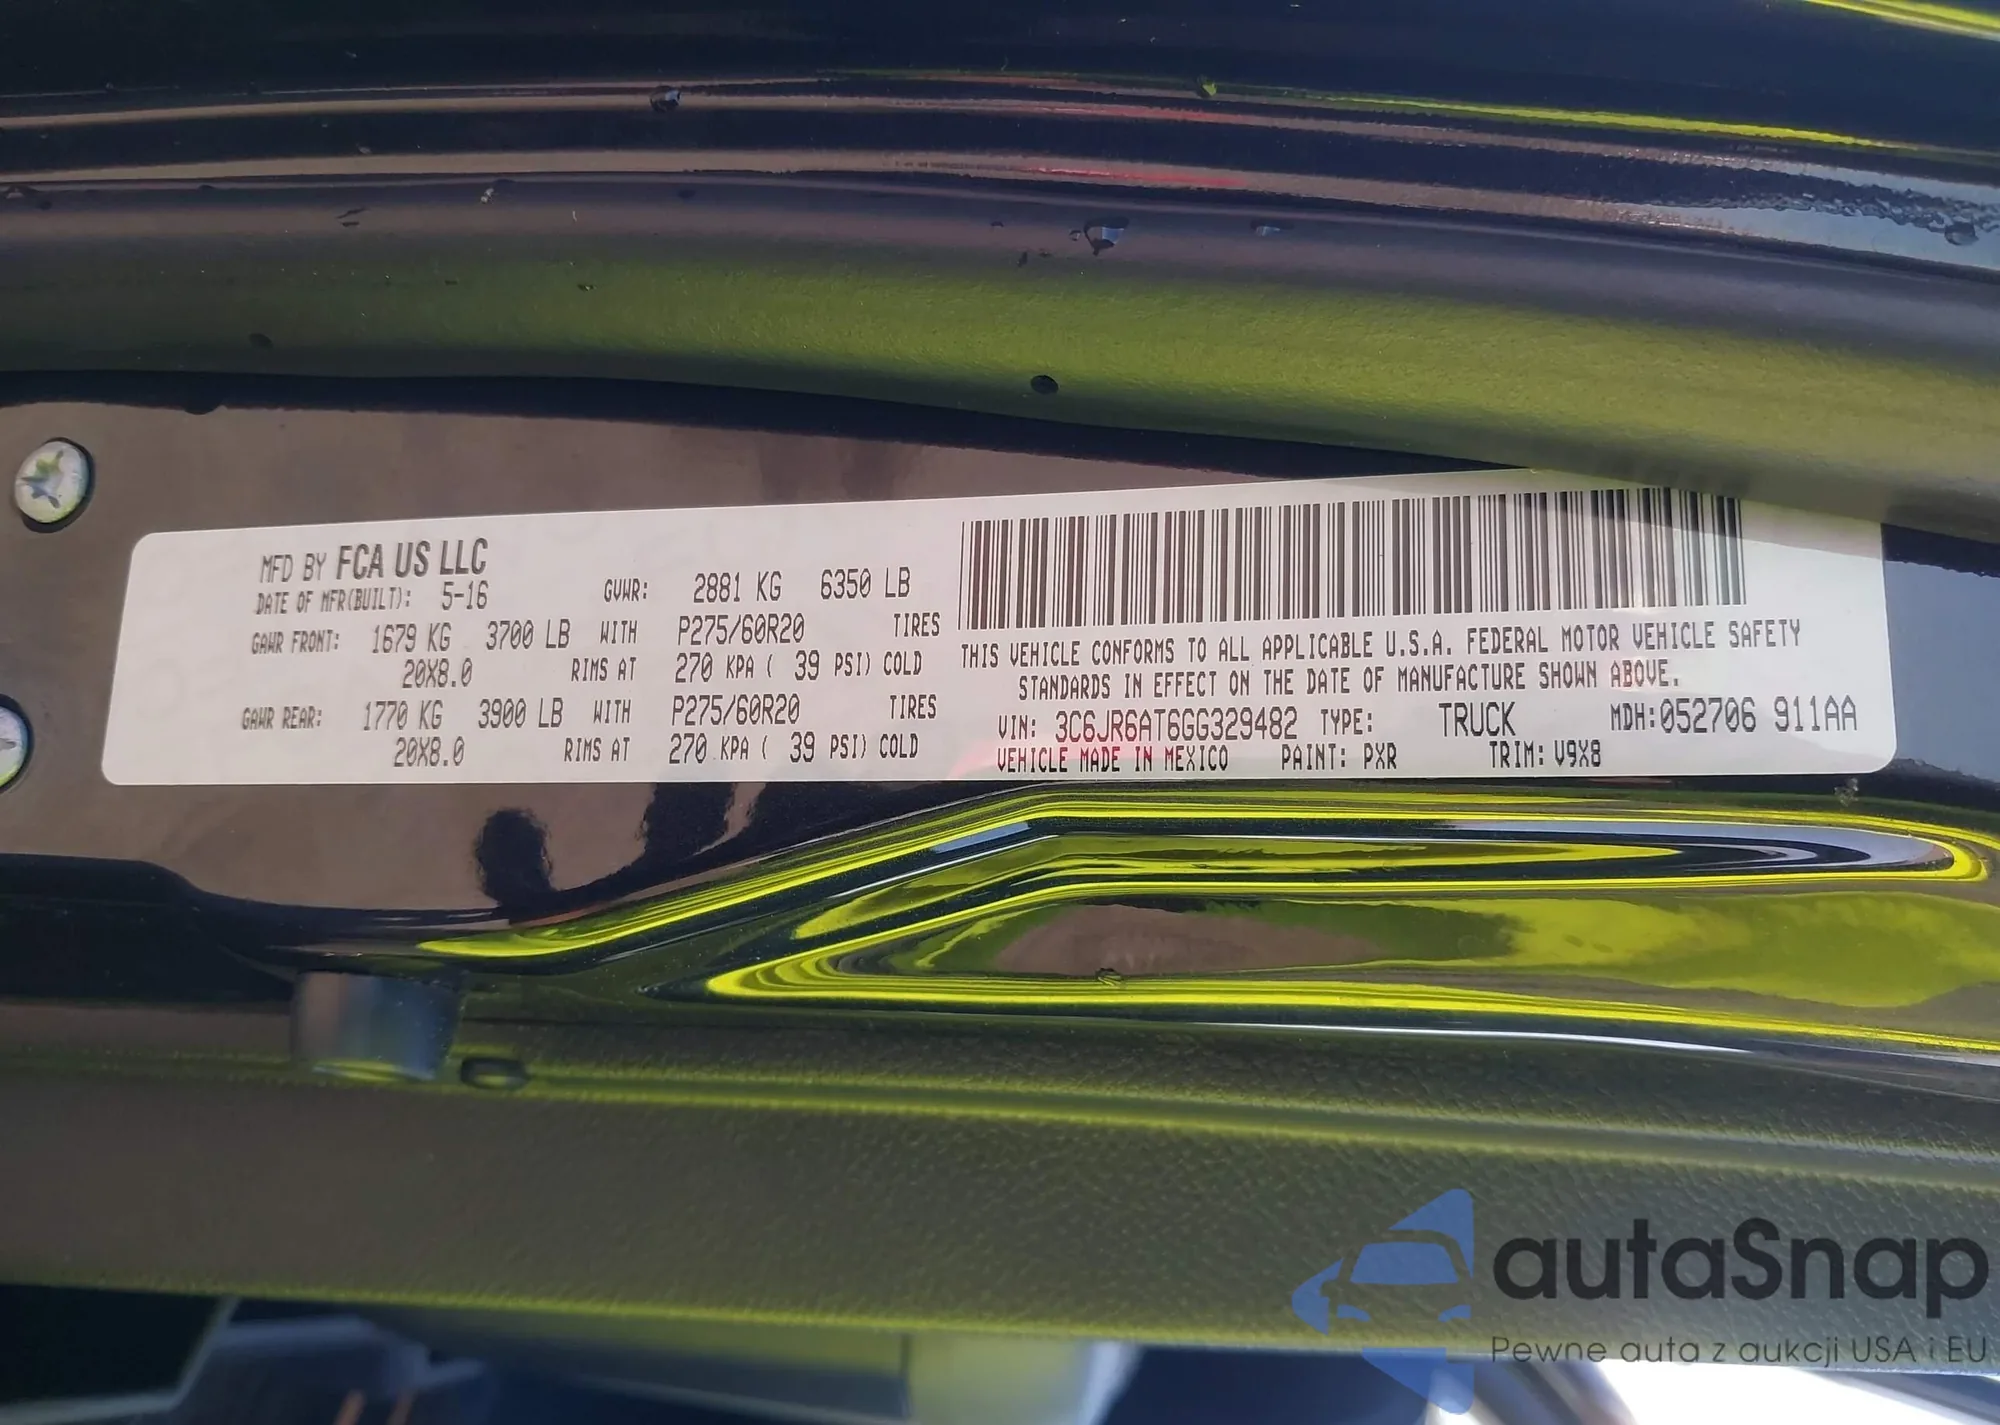 MFD BY FCA US LLC
DATE OF MFR(BUILT): 5-16 GVWR: 2881 KG 6350 LB
GAWR FRONT: 1679 KG 3700 LB WITH P275/60R20 TIRES
20X8.0 RIMS AT 270 KPA ( 39 PSI) COLD
GAWR REAR: 1770 KG 3900 LB WITH P275/60R20 TIRES
20X8.0 RIMS AT 270 KPA ( 39 PSI) COLD
THIS VEHICLE CONFORMS TO ALL APPLICABLE U.S.A. FEDERAL MOTOR VEHICLE SAFETY
STANDARDS IN EFFECT ON THE DATE OF MANUFACTURE SHOWN ABOVE.
VIN: 3C6JR6AT6GG329482 TYPE: TRUCK MDH:052706 911AA
VEHICLE MADE IN MEXICO PAINT: PXR TRIM: V9X8
autaSnap
Pewne auta z aukcji USA i EU